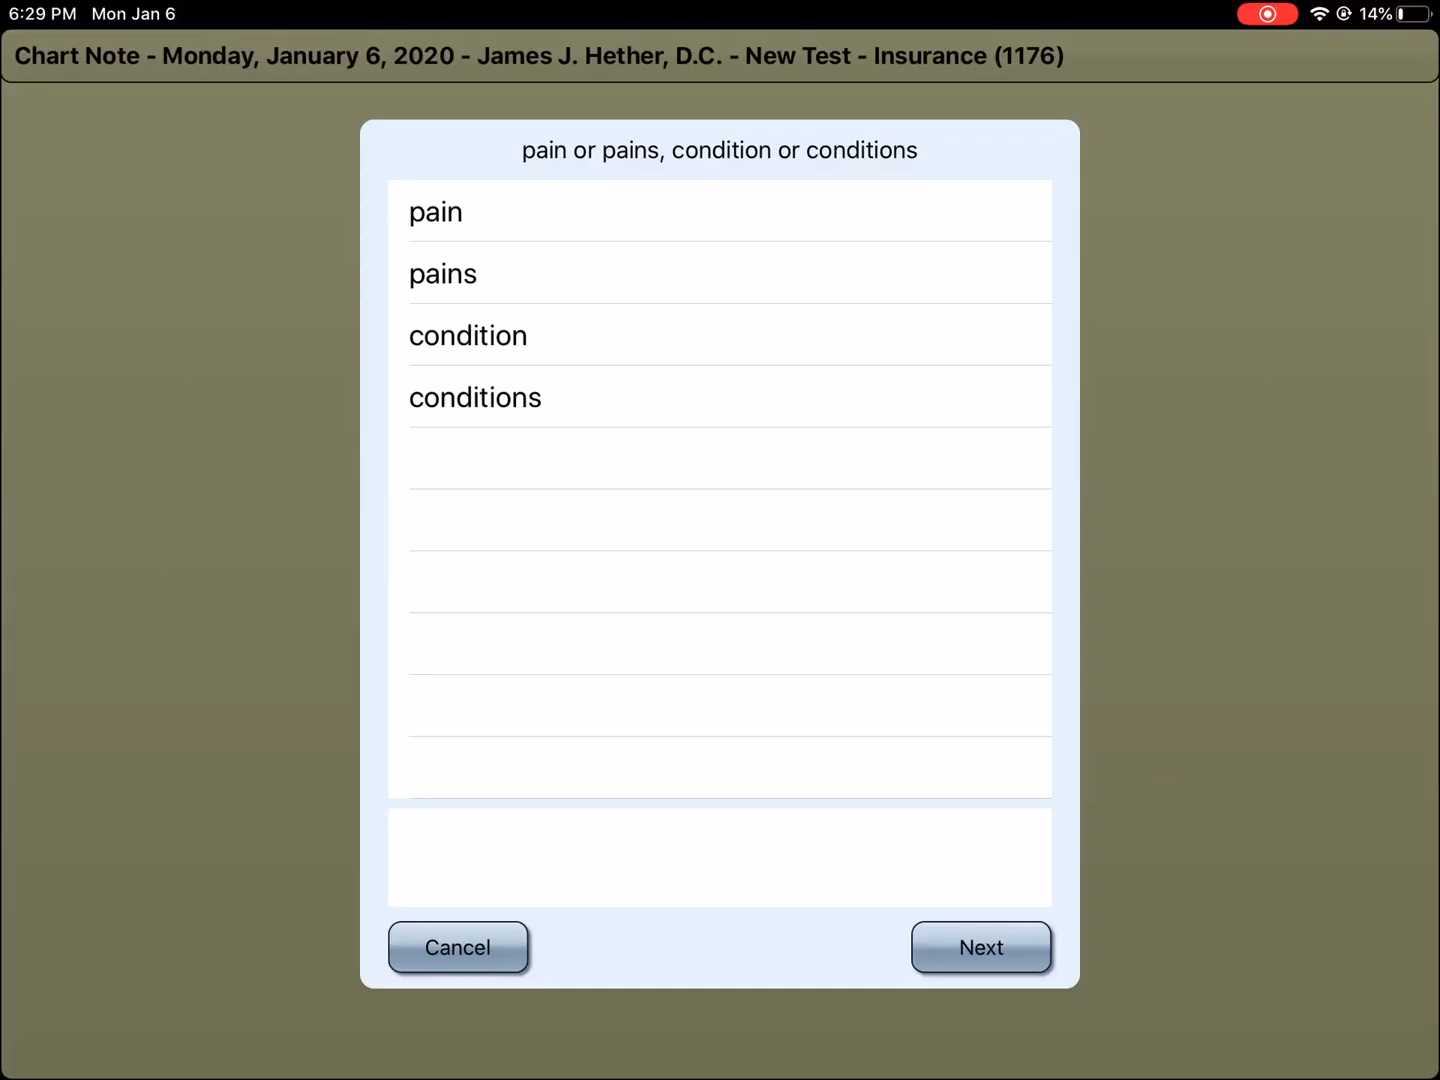 6:29 PM Mon Jan 6
14%
Chart Note - Monday, January 6, 2020 - James J. Hether, D.C. - New Test - Insurance (1176)
pain or pains, condition or conditions
pain
pains
condition
conditions
Cancel
Next